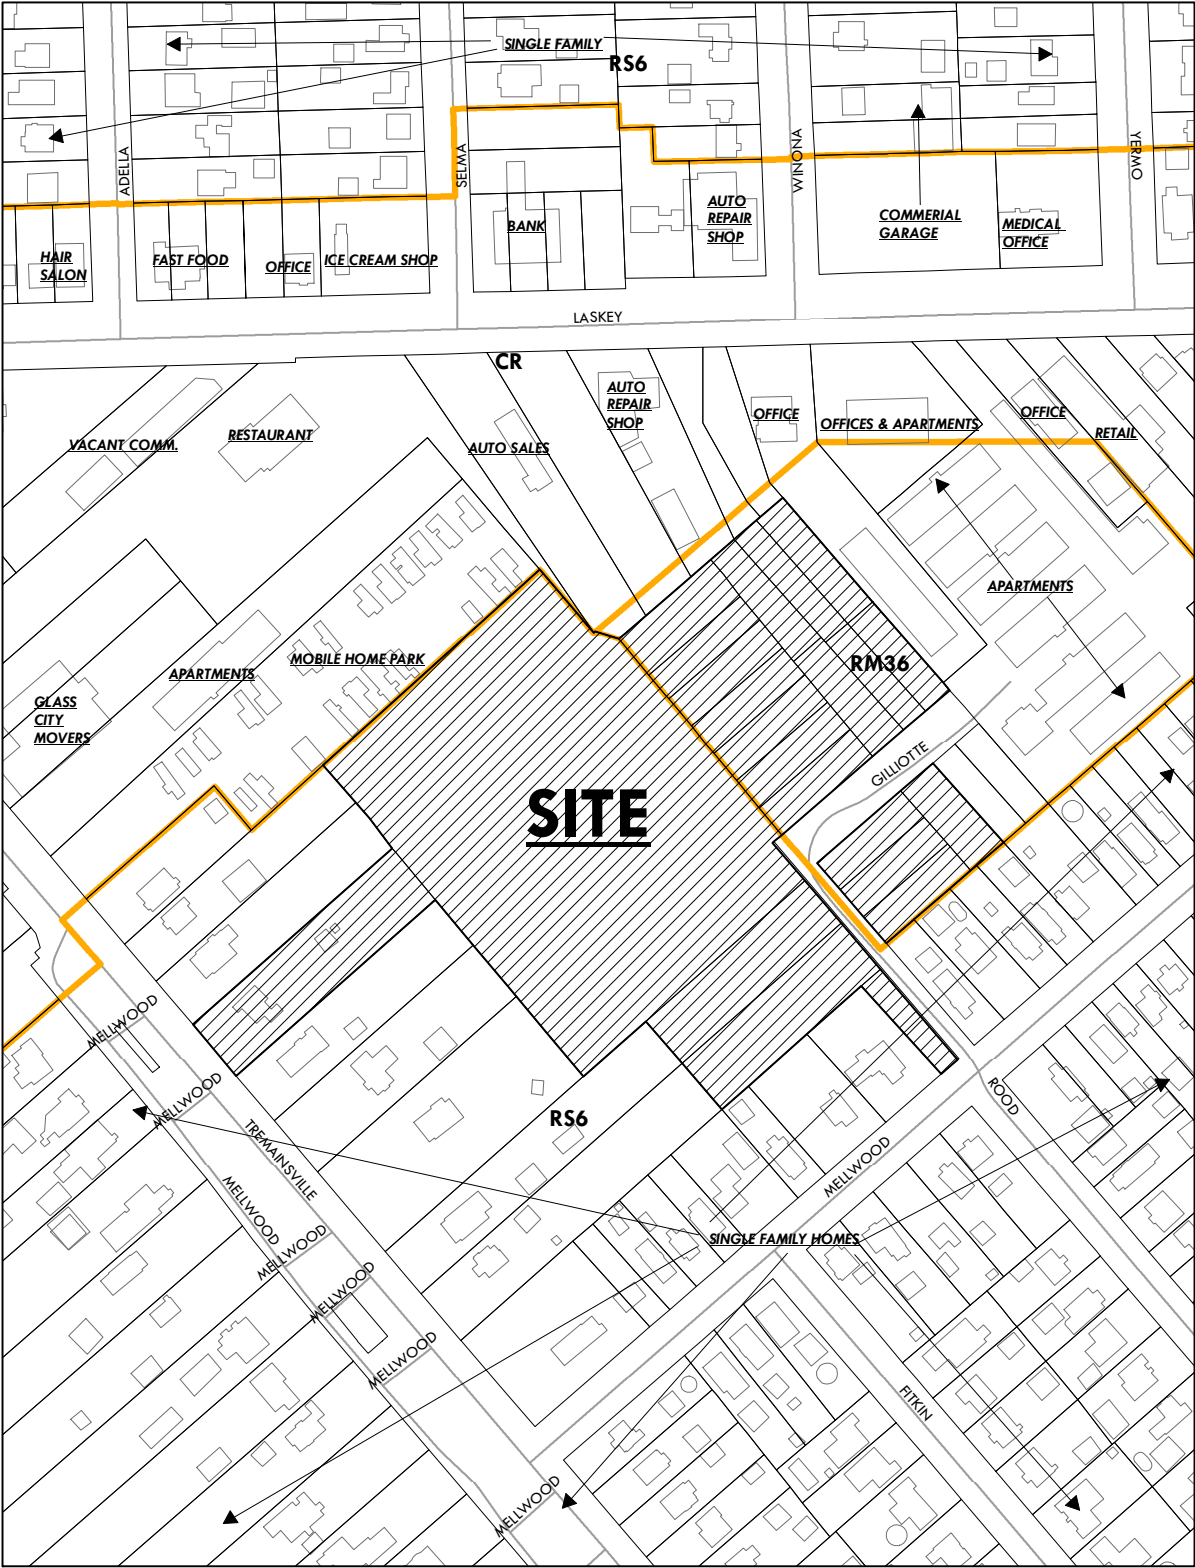 SINGLE FAMILY
RS6
ADELLA
SELMA
WINONA
YERMO
HAIR
SALON
FAST FOOD
OFFICE
ICE CREAM SHOP
BANK
AUTO
REPAIR
SHOP
COMMERIAL
GARAGE
MEDICAL
OFFICE
LASKEY
CR
VACANT COMM.
RESTAURANT
AUTO SALES
AUTO
REPAIR
SHOP
OFFICE
OFFICES & APARTMENTS
OFFICE
RETAIL
APARTMENTS
MOBILE HOME PARK
APARTMENTS
RM36
GLASS
CITY
MOVERS
GILLIOTTE
SITE
MELLWOOD
MELLWOOD
ROOD
RS6
TREMAINSVILLE
MELLWOOD
MELLWOOD
SINGLE FAMILY HOMES
MELLWOOD
MELLWOOD
MELLWOOD
FITKIN
MELLWOOD